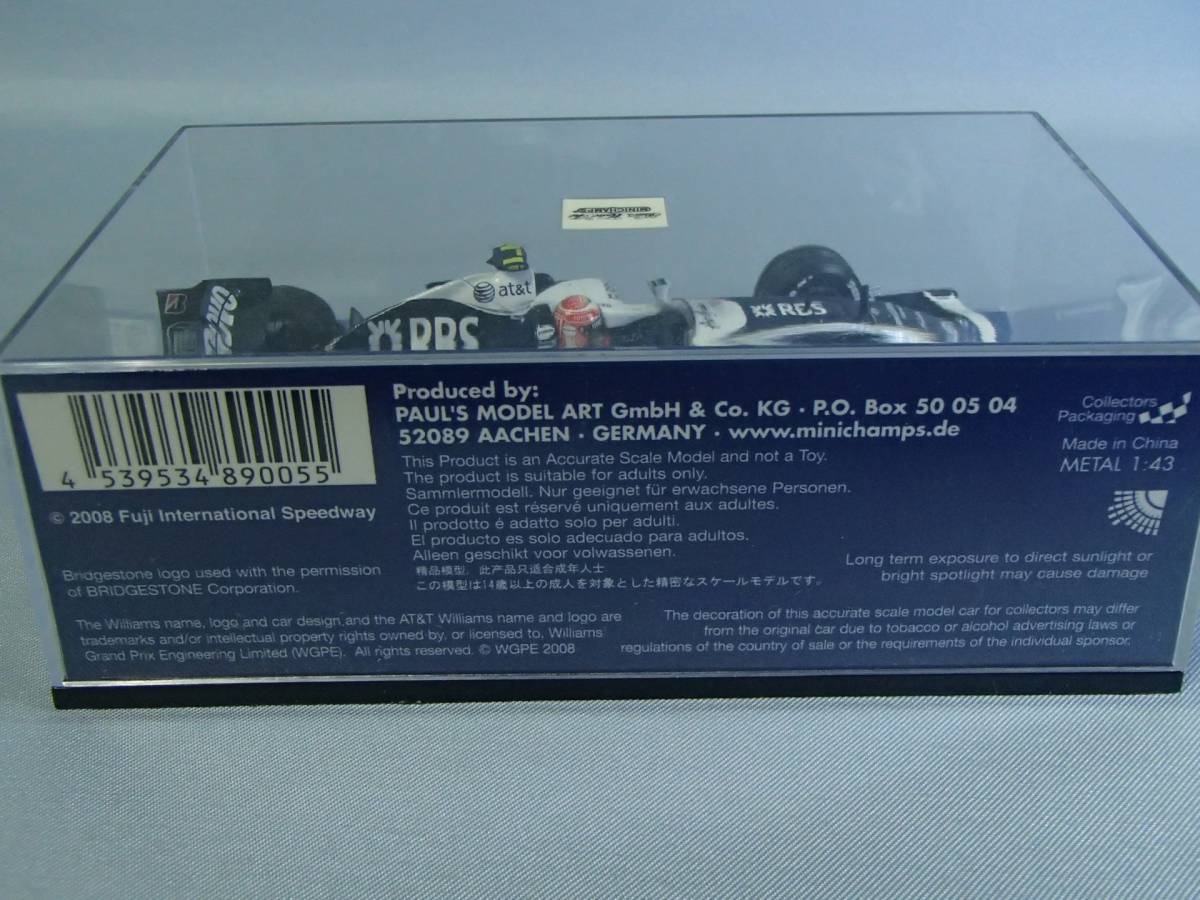 MINICHAMPS
at&t
RBS
RBS
4 539534 890055
© 2008 Fuji International Speedway
Bridgestone logo used with the permission
of BRIDGESTONE Corporation.
The Williams name, logo and car design,and the AT&T Williams name and logo are
trademarks and/or intellectual property rights owned by, or licensed to, Williams
Grand Prix Engineering Limited (WGPE). All rights reserved. © WGPE 2008
Produced by:
PAUL'S MODEL ART GmbH & Co. KG · P.O. Box 50 05 04
52089 AACHEN · GERMANY · www.minichamps.de
This Product is an Accurate Scale Model and not a Toy.
The product is suitable for adults only.
Sammlermodell. Nur geeignet für erwachsene Personen.
Ce produit est réservé uniquement aux adultes.
Il prodotto é adatto solo per adulti.
El producto es solo adecuado para adultos.
Alleen geschikt voor volwassenen.
精品模型，此产品只适合成年人士
この模型は14歳以上の成人を対象とした精密なスケールモデルです。
Collectors
Packaging
Made in China
METAL 1:43
Long term exposure to direct sunlight or
bright spotlight may cause damage
The decoration of this accurate scale model car for collectors may differ
from the original car due to tobacco or alcohol advertising laws or
regulations of the country of sale or the requirements of the individual sponsor.